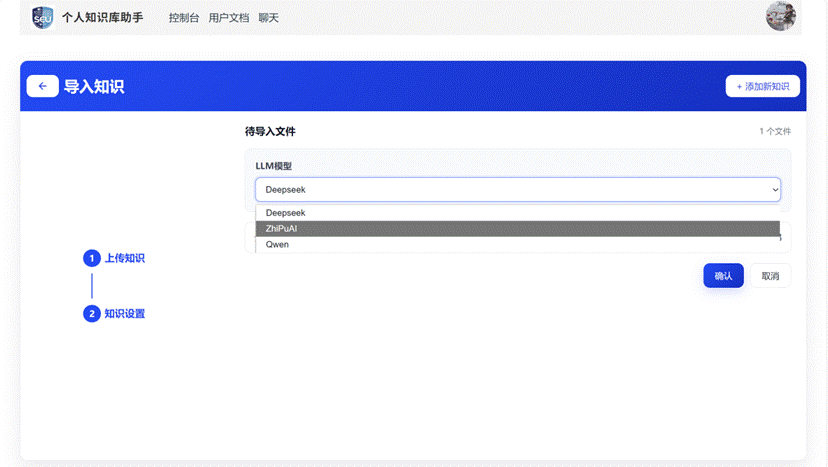 SCU
个人知识库助手 控制台 用户文档 聊天
← 导入知识
+ 添加新知识
待导入文件
1 个文件
LLM模型
Deepseek
Deepseek
ZhiPuAI
Qwen
1 上传知识
2 知识设置
确认 取消